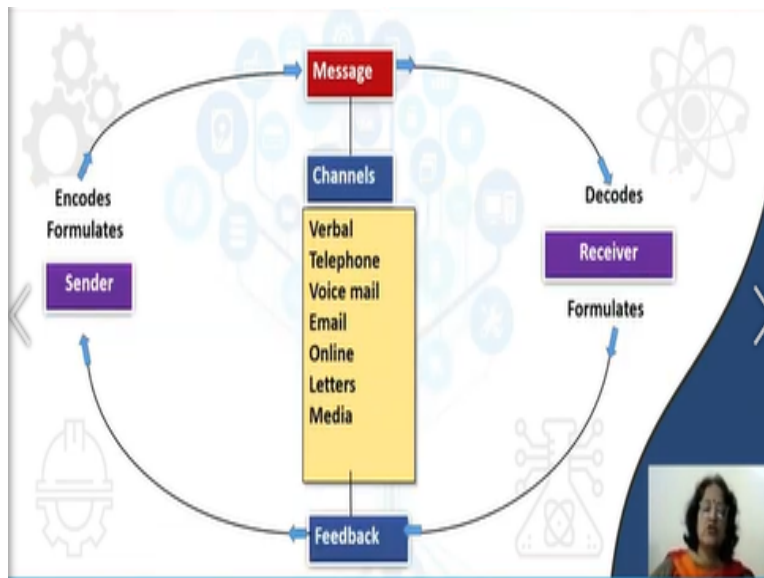 Message
Channels
Encodes
Formulates
Sender
Verbal
Telephone
Voice mail
Email
Online
Letters
Media
Decodes
Receiver
Formulates
Feedback